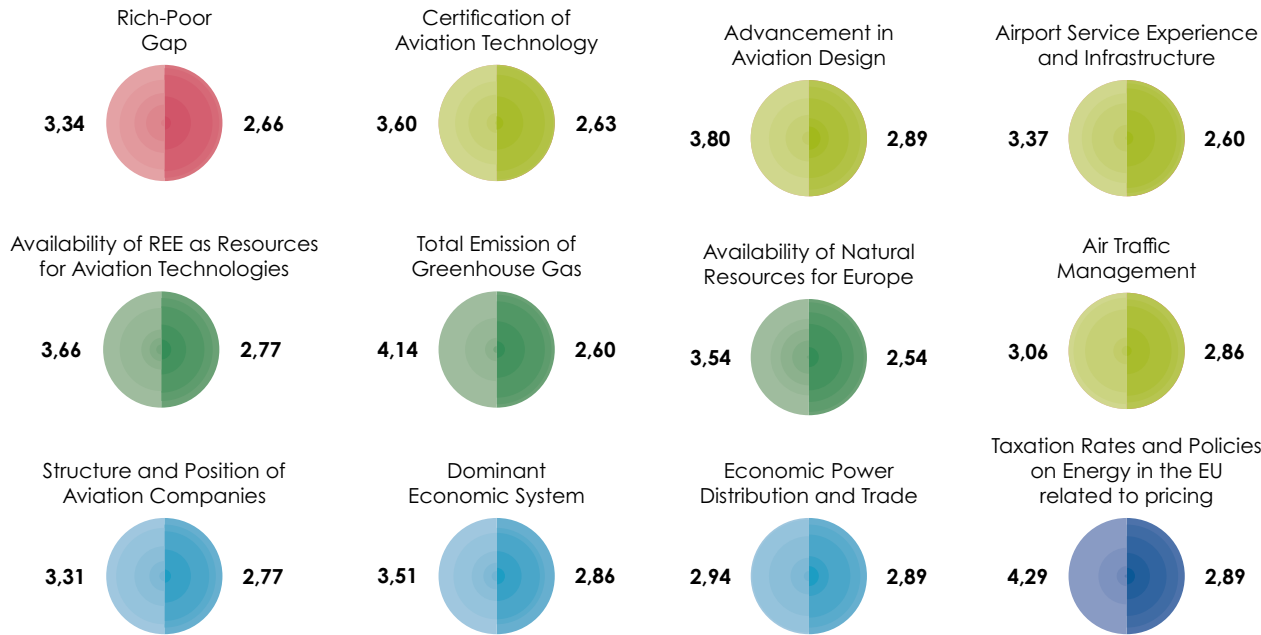 Rich-Poor
Gap
3,34
2,66
Certification of
Aviation Technology
3,60
2,63
Advancement in
Aviation Design
3,80
2,89
Airport Service Experience
and Infrastructure
3,37
2,60
Availability of REE as Resources
for Aviation Technologies
3,66
2,77
Total Emission of
Greenhouse Gas
4,14
2,60
Availability of Natural
Resources for Europe
3,54
2,54
Air Traffic
Management
3,06
2,86
Structure and Position of
Aviation Companies
3,31
2,77
Dominant
Economic System
3,51
2,86
Economic Power
Distribution and Trade
2,94
2,89
Taxation Rates and Policies
on Energy in the EU
related to pricing
4,29
2,89